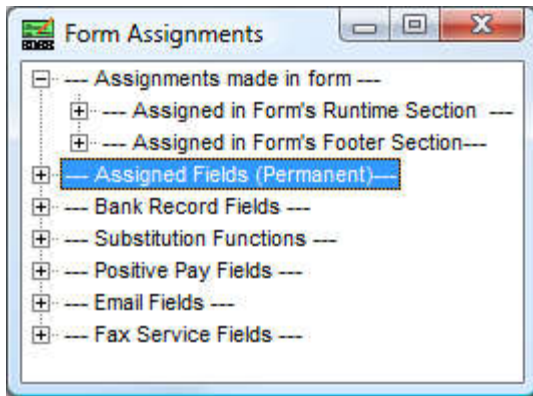 Form Assignments
--- Assignments made in form ---
--- Assigned in Form's Runtime Section ---
--- Assigned in Form's Footer Section---
--- Assigned Fields (Permanent)---
--- Bank Record Fields ---
--- Substitution Functions ---
--- Positive Pay Fields ---
--- Email Fields ---
--- Fax Service Fields ---